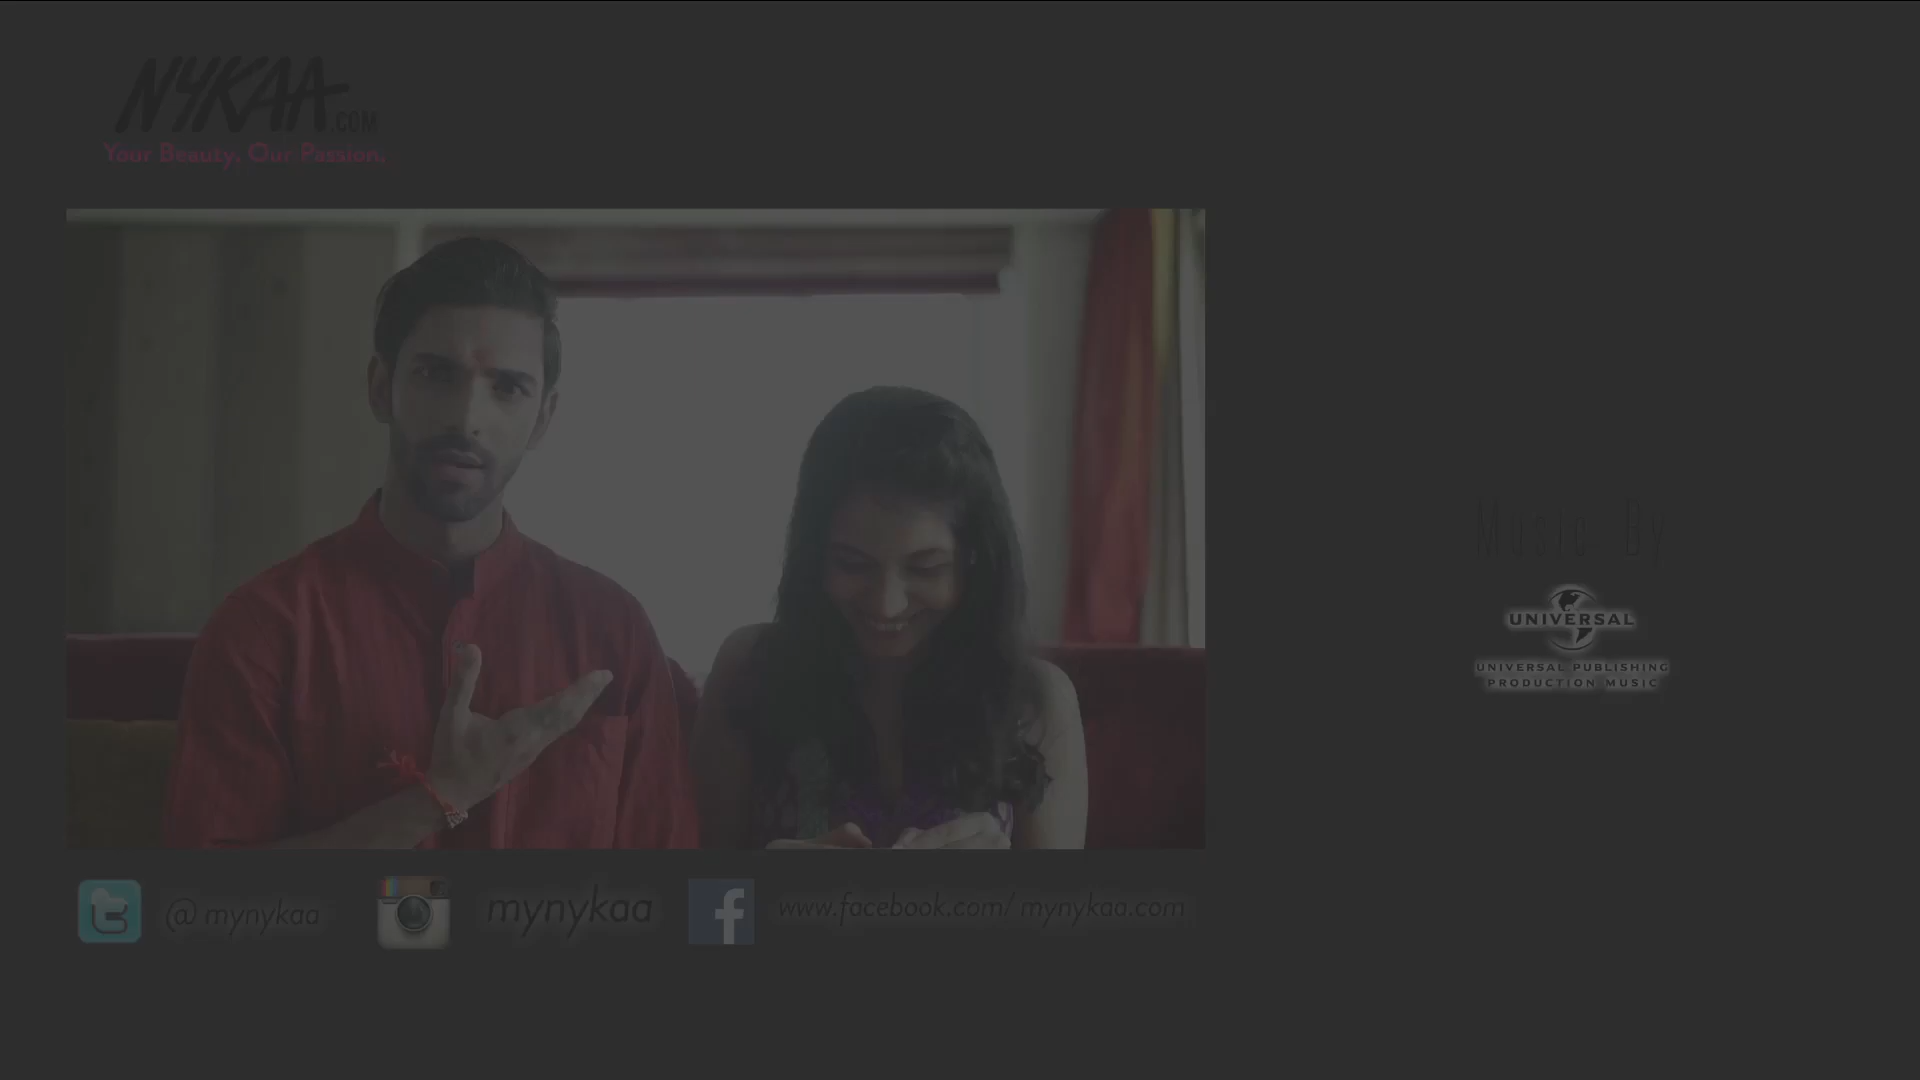 NYKAA.COM
Your Beauty, Our Passion.
Music By
UNIVERSAL
UNIVERSAL PUBLISHING
PRODUCTION MUSIC
@mynykaa
mynykaa
www.facebook.com/mynykaa.com